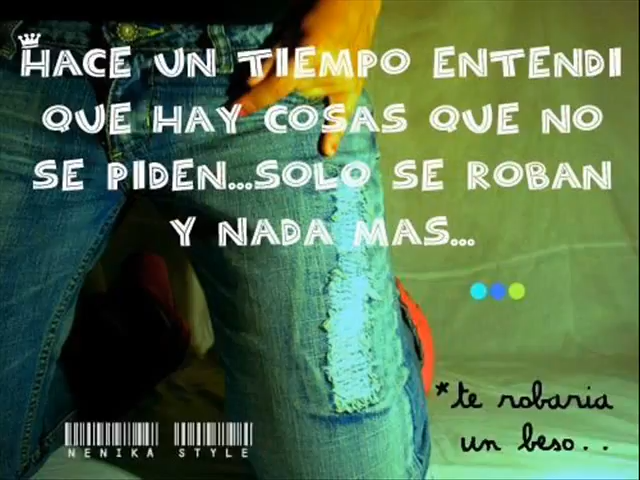 HACE UN TIEMPO ENTENDI
QUE HAY COSAS QUE NO
SE PIDEN...SOLO SE ROBAN
Y NADA MAS...
*te robaria
un beso..
NENIKA STYLE